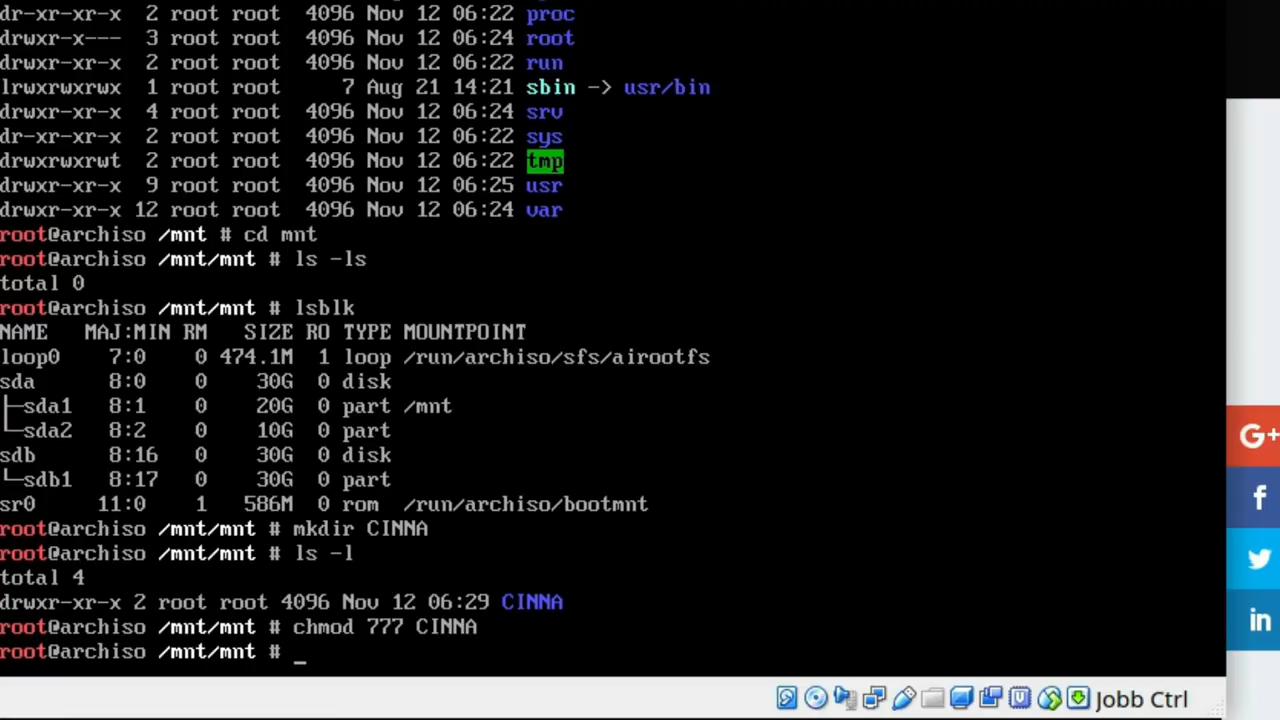 dr-xr-xr-x  2 root root  4096 Nov 12 06:22 proc
drwxr-x---  3 root root  4096 Nov 12 06:24 root
drwxr-xr-x  2 root root  4096 Nov 12 06:22 run
lrwxrwxrwx  1 root root     7 Aug 21 14:21 sbin -> usr/bin
drwxr-xr-x  4 root root  4096 Nov 12 06:24 srv
dr-xr-xr-x  2 root root  4096 Nov 12 06:22 sys
drwxrwxrwt  2 root root  4096 Nov 12 06:22 tmp
drwxr-xr-x  9 root root  4096 Nov 12 06:25 usr
drwxr-xr-x 12 root root  4096 Nov 12 06:24 var
root@archiso /mnt # cd mnt
root@archiso /mnt/mnt # ls -ls
total 0
root@archiso /mnt/mnt # lsblk
NAME   MAJ:MIN RM   SIZE RO TYPE MOUNTPOINT
loop0    7:0    0 474.1M  1 loop /run/archiso/sfs/airootfs
sda      8:0    0    30G  0 disk
├─sda1   8:1    0    20G  0 part /mnt
└─sda2   8:2    0    10G  0 part
sdb      8:16   0    30G  0 disk
└─sdb1   8:17   0    30G  0 part
sr0     11:0    1   586M  0 rom  /run/archiso/bootmnt
root@archiso /mnt/mnt # mkdir CINNA
root@archiso /mnt/mnt # ls -l
total 4
drwxr-xr-x 2 root root 4096 Nov 12 06:29 CINNA
root@archiso /mnt/mnt # chmod 777 CINNA
root@archiso /mnt/mnt # _
G+
f
in
Jobb Ctrl